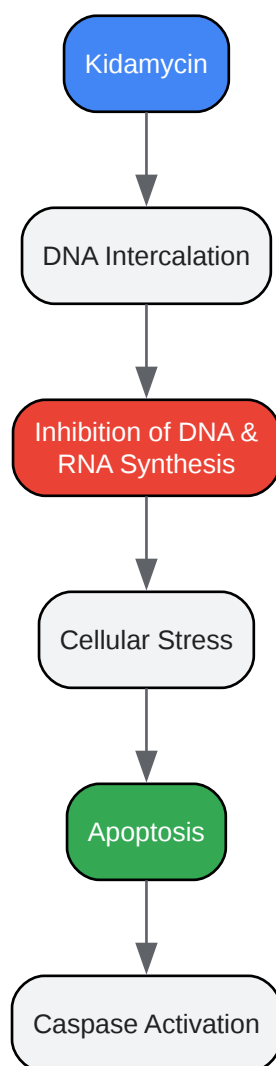 Kidamycin
DNA Intercalation
Inhibition of DNA &
RNA Synthesis
Cellular Stress
Apoptosis
Caspase Activation